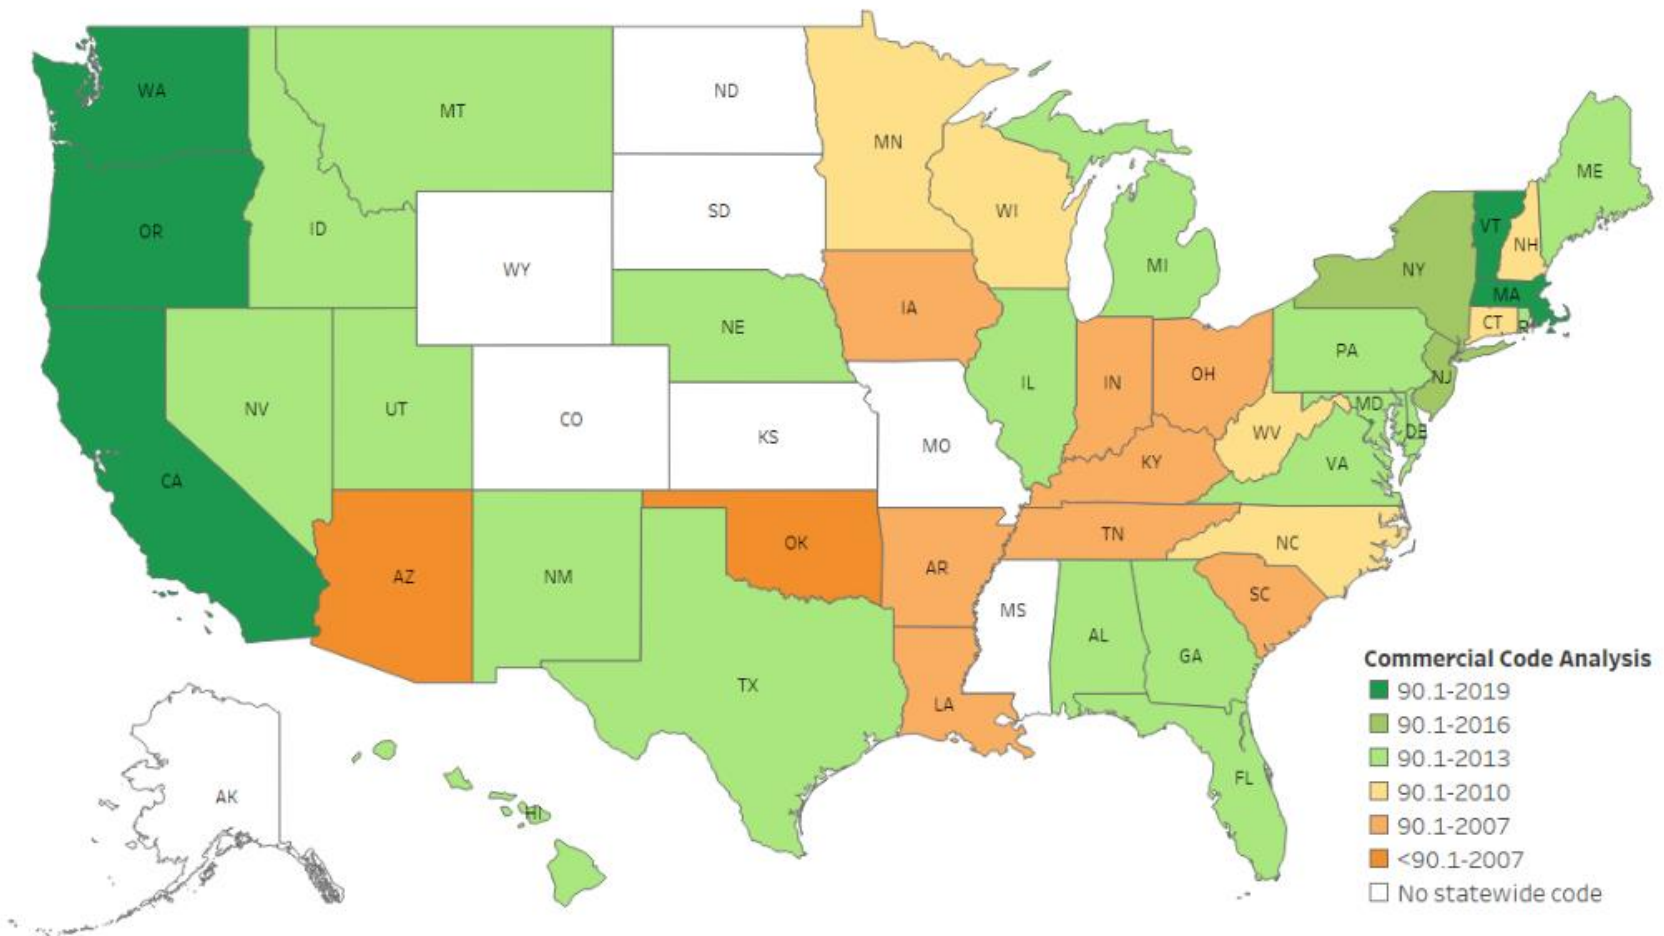 WA
MT
ND
MN
ME
OR
ID
SD
WI
VT
NH
WY
NY
MI
MA
IA
CT
RI
NE
PA
NV
UT
CO
KS
IL
IN
OH
NJ
MD
WV
DE
MO
KY
VA
CA
TN
NC
OK
AZ
NM
AR
SC
MS
AL
GA
TX
LA
FL
AK
HI
Commercial Code Analysis
90.1-2019
90.1-2016
90.1-2013
90.1-2010
90.1-2007
<90.1-2007
No statewide code